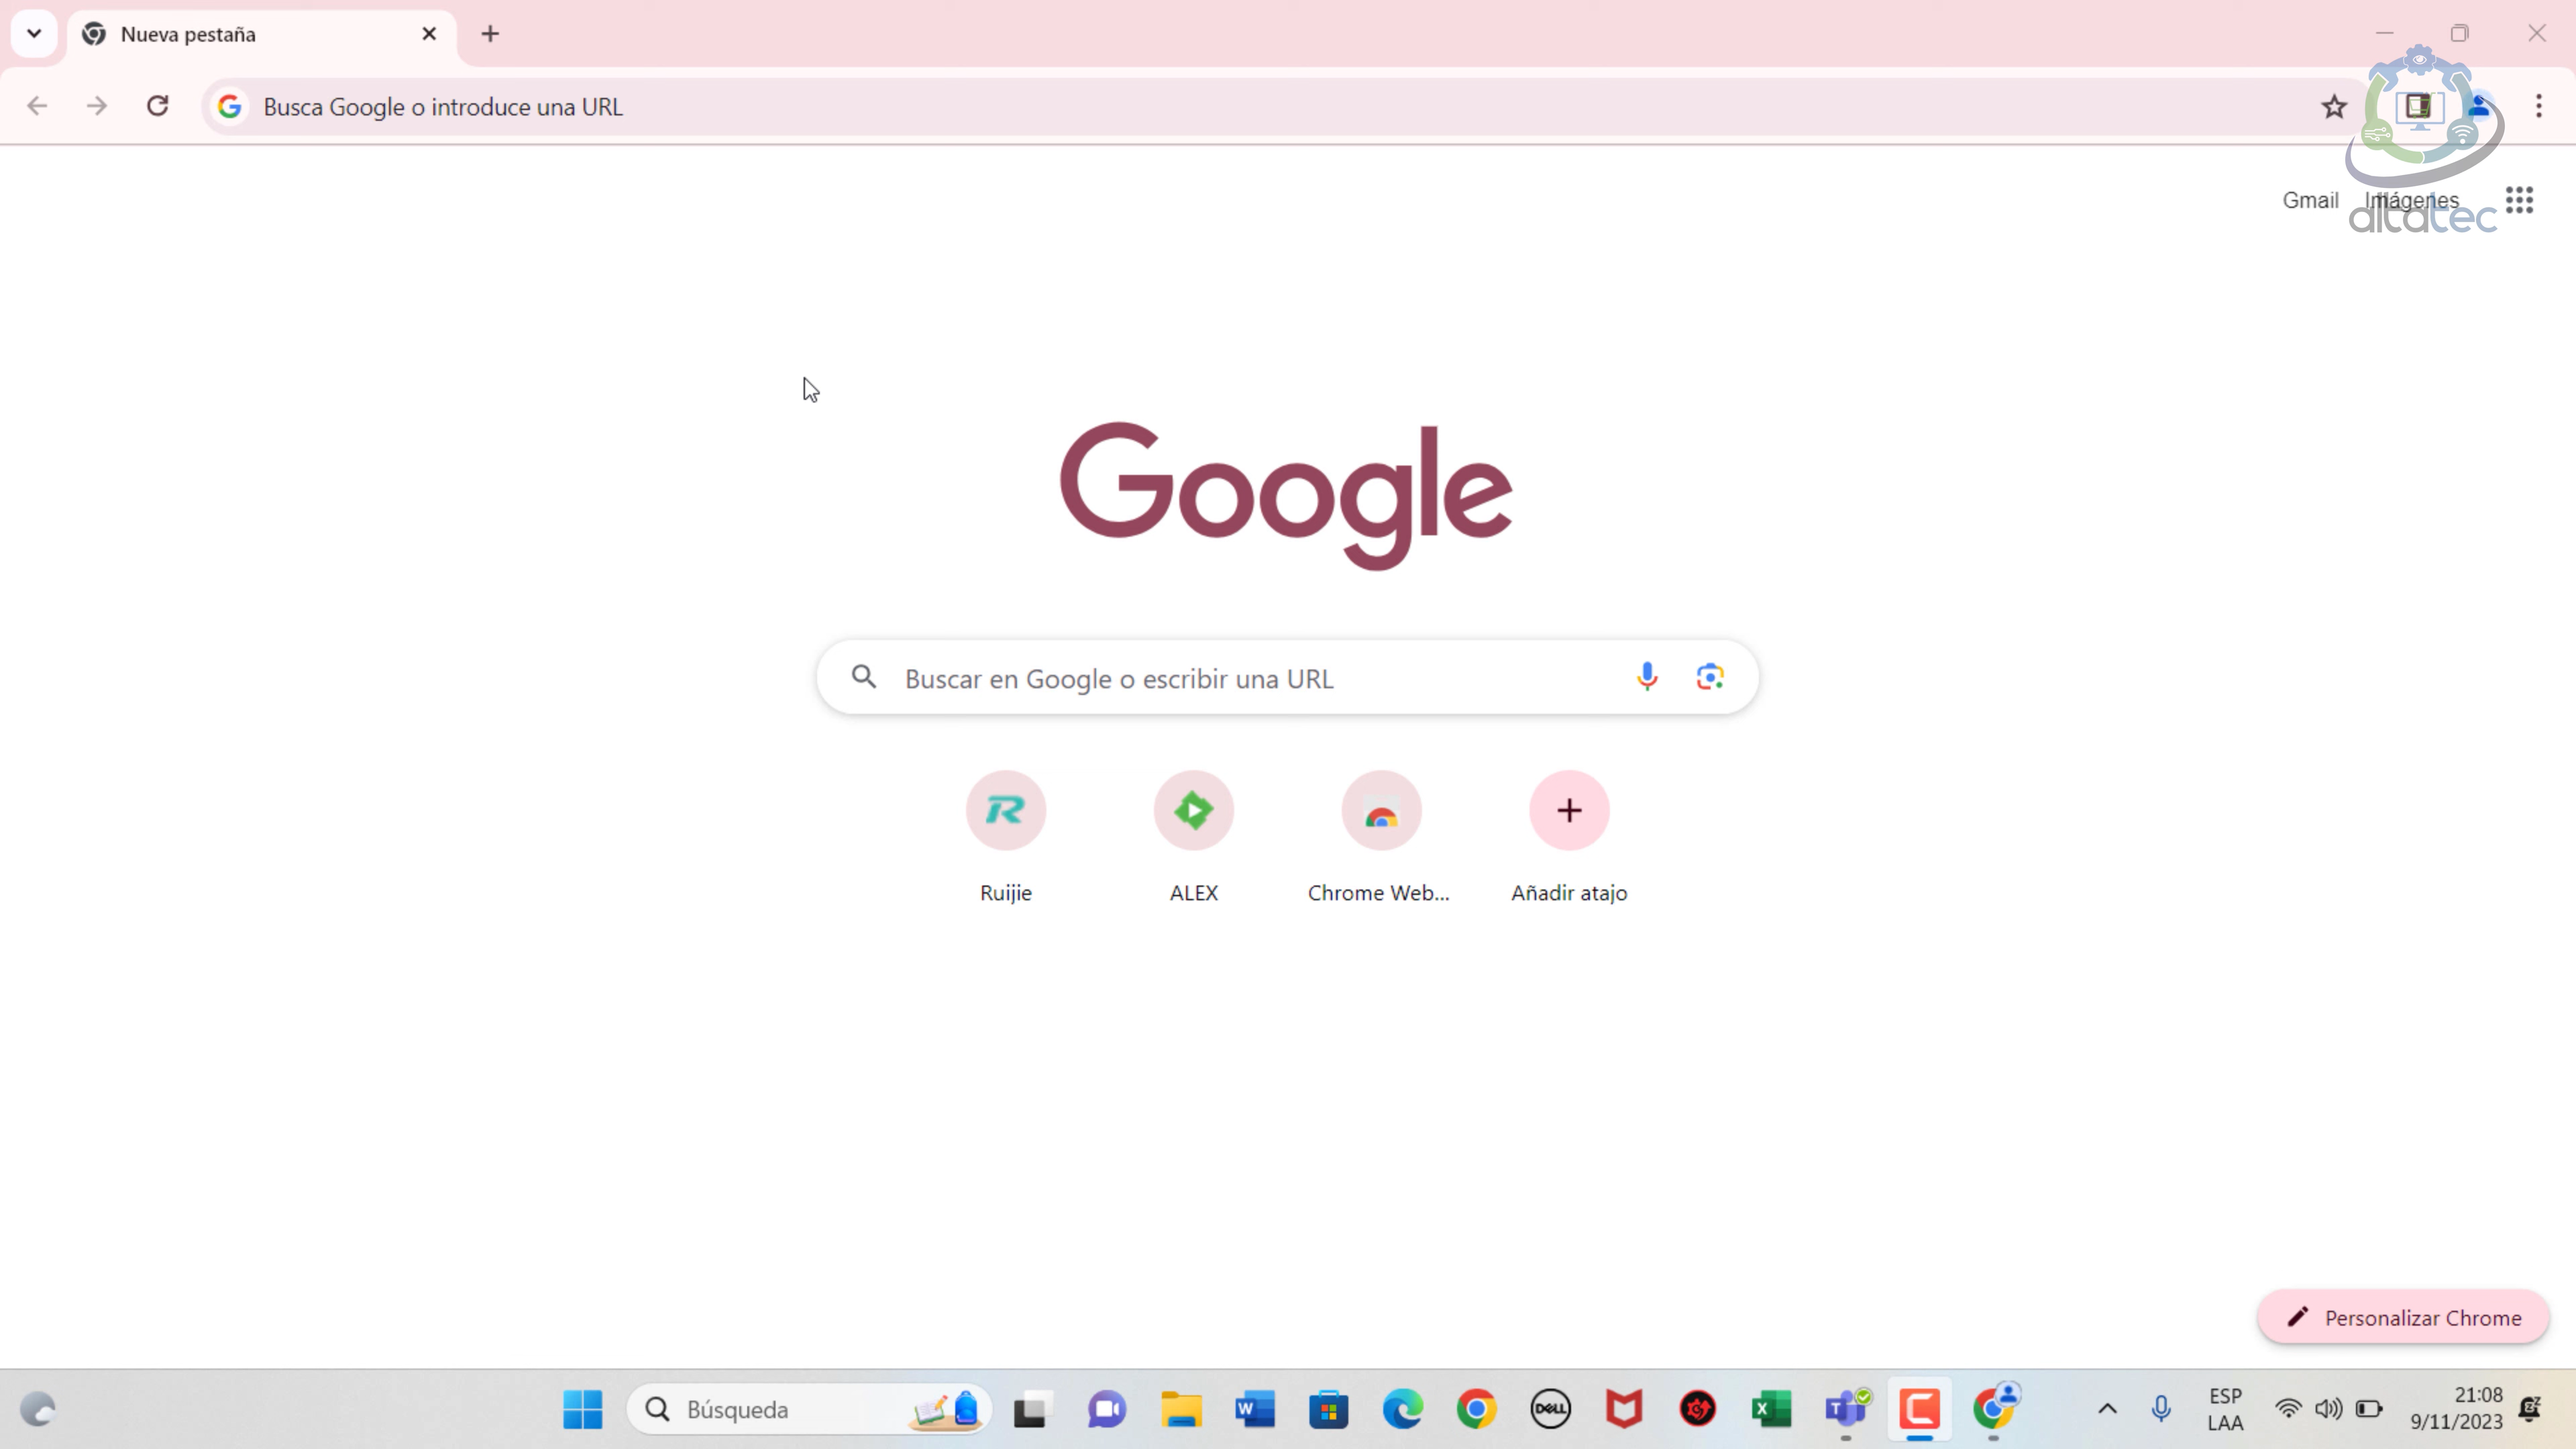 Nueva pestaña
Busca Google o introduce una URL
Gmail Imágenes
altatec
Google
Buscar en Google o escribir una URL
Ruijie
ALEX
Chrome Web...
Añadir atajo
Personalizar Chrome
Búsqueda
W
DELL
X
T
ESP
LAA
21:08
9/11/2023